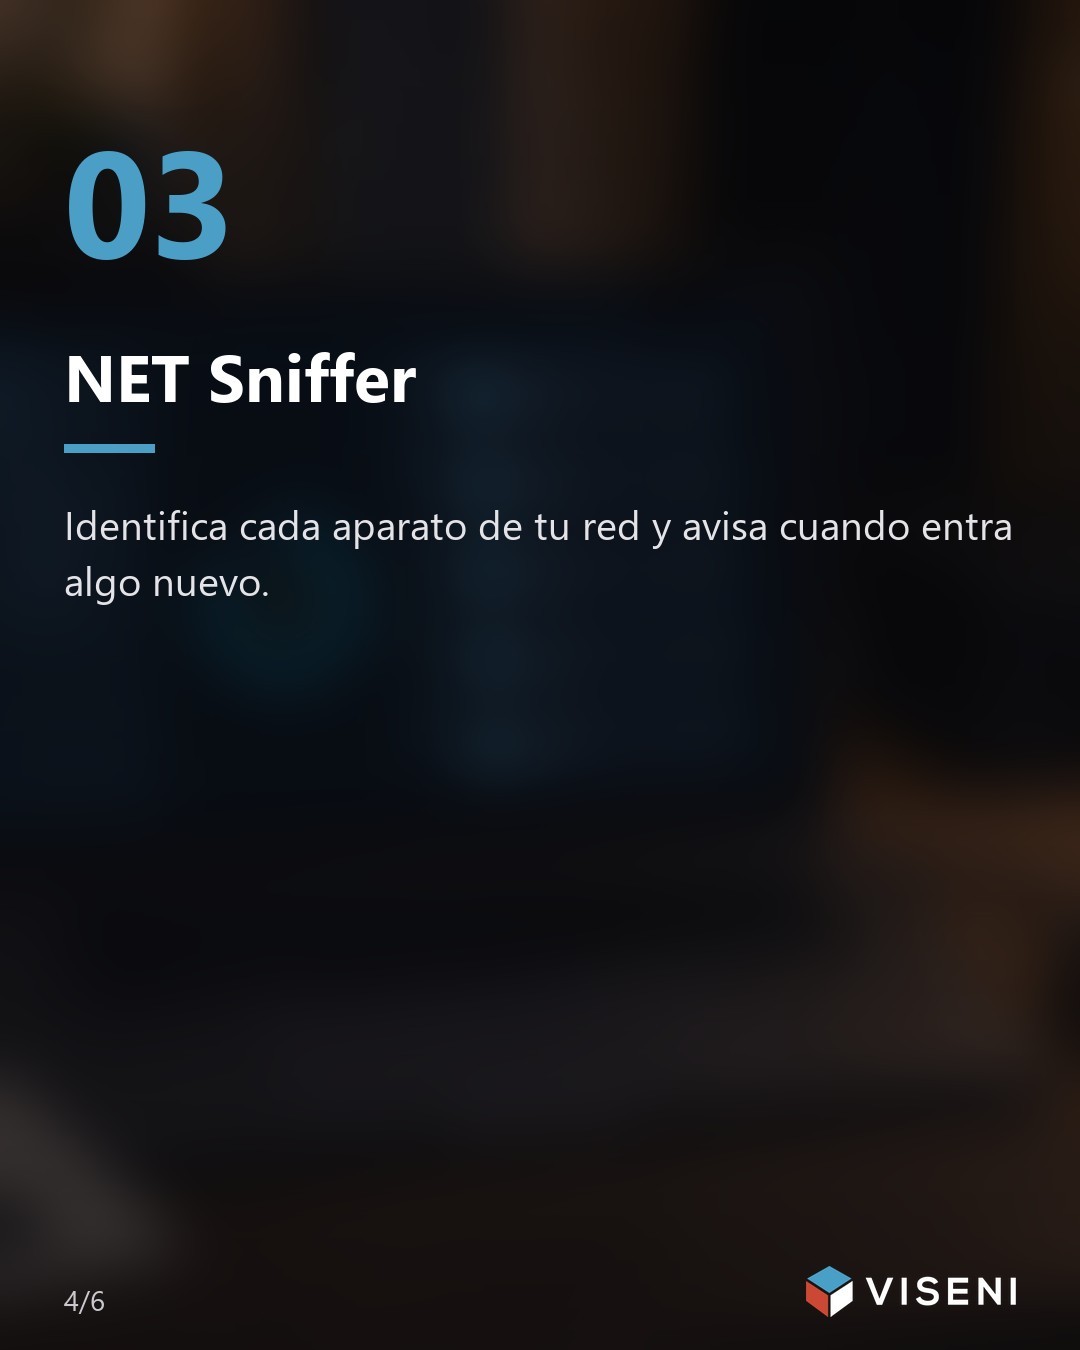 03
NET Sniffer
Identifica cada aparato de tu red y avisa cuando entra
algo nuevo.
4/6
VISENI